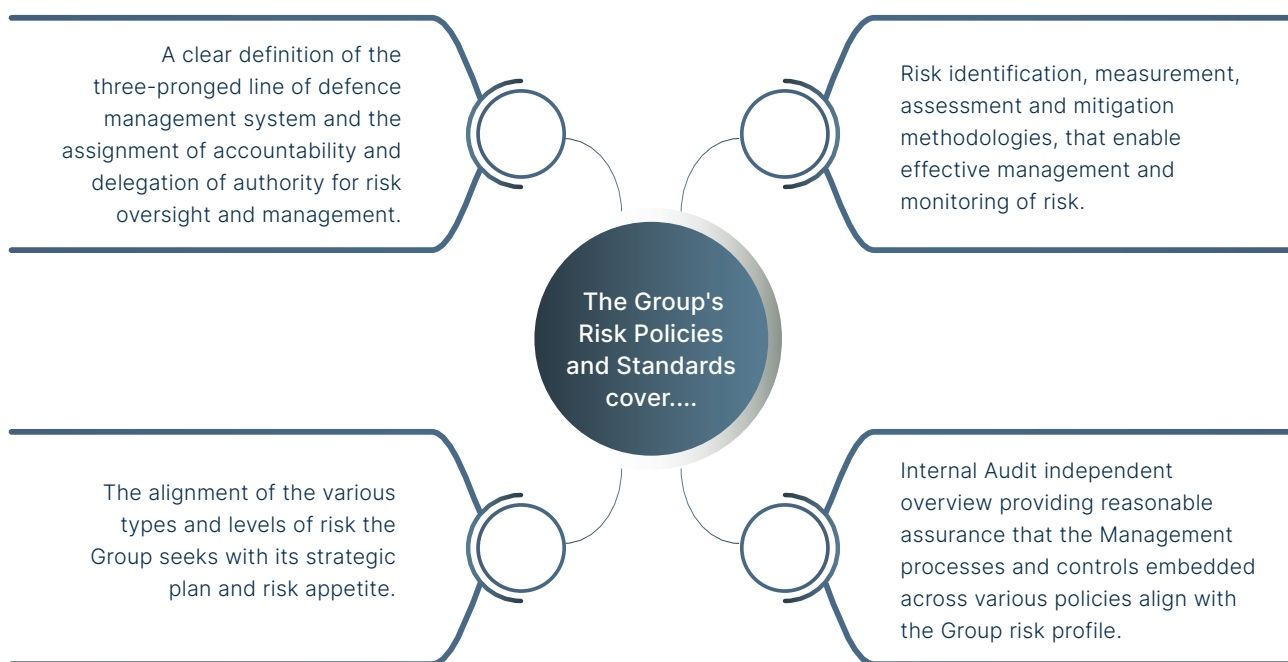 A clear definition of the
three-pronged line of defence
management system and the
assignment of accountability and
delegation of authority for risk
oversight and management.
Risk identification, measurement,
assessment and mitigation
methodologies, that enable
effective management and
monitoring of risk.
The Group's
Risk Policies
and Standards
cover....
The alignment of the various
types and levels of risk the
Group seeks with its strategic
plan and risk appetite.
Internal Audit independent
overview providing reasonable
assurance that the Management
processes and controls embedded
across various policies align with
the Group risk profile.